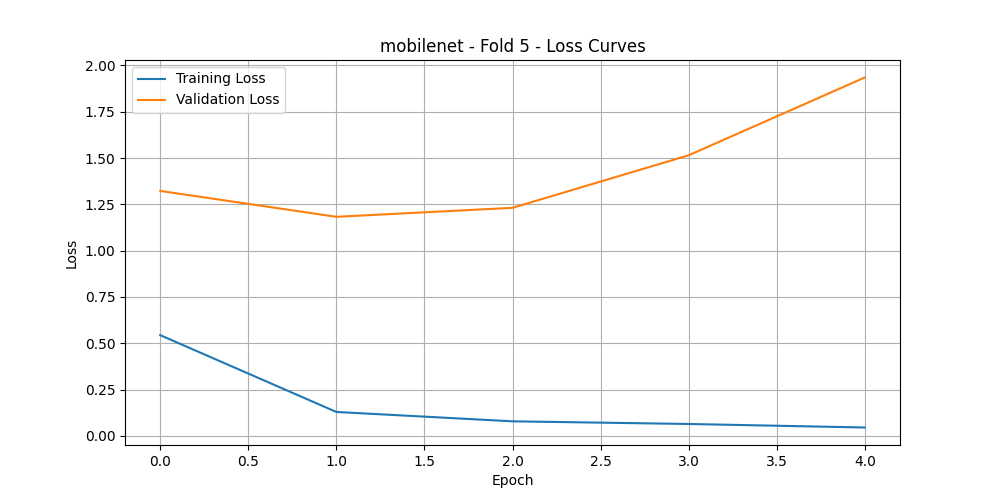 mobilenet - Fold 5 - Loss Curves
Training Loss
Validation Loss
2.00
1.75
1.50
1.25
1.00
0.75
0.50
0.25
0.00
Loss
0.0 0.5 1.0 1.5 2.0 2.5 3.0 3.5 4.0
Epoch